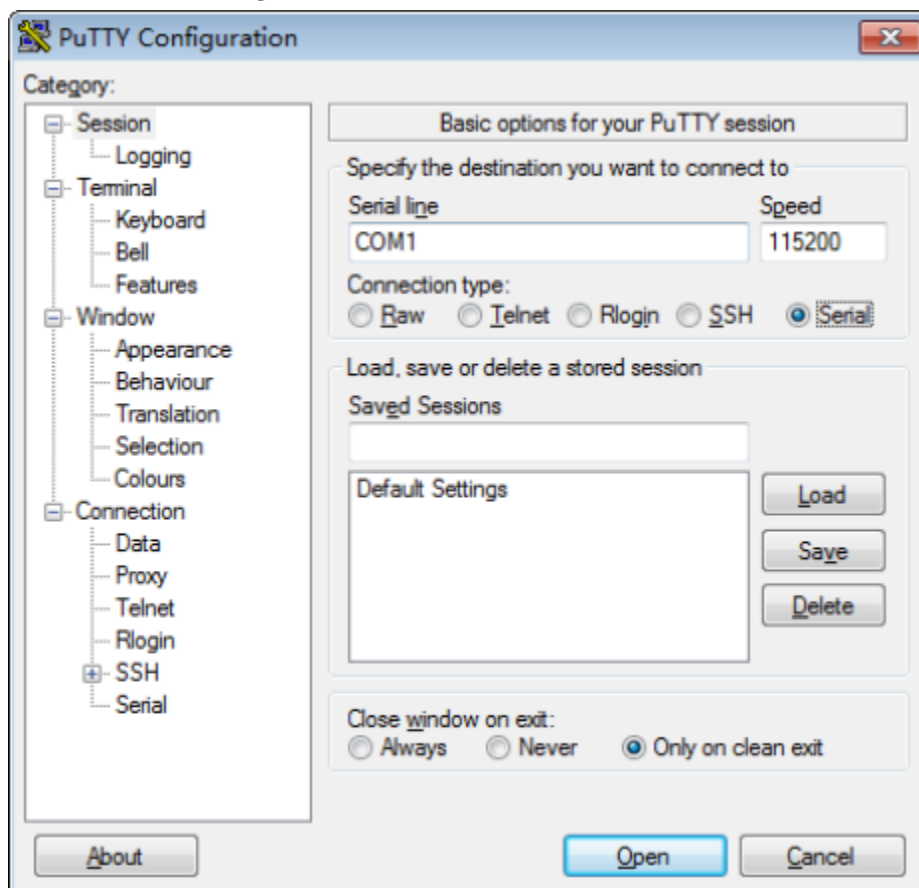 PuTTY Configuration
Category:
Session
Logging
Terminal
Keyboard
Bell
Features
Window
Appearance
Behaviour
Translation
Selection
Colours
Connection
Data
Proxy
Telnet
Rlogin
SSH
Serial
Basic options for your PuTTY session
Specify the destination you want to connect to
Serial line Speed
COM1 115200
Connection type:
Raw Telnet Rlogin SSH Serial
Load, save or delete a stored session
Saved Sessions
Default Settings
Load
Save
Delete
Close window on exit:
Always Never Only on clean exit
About Open Cancel